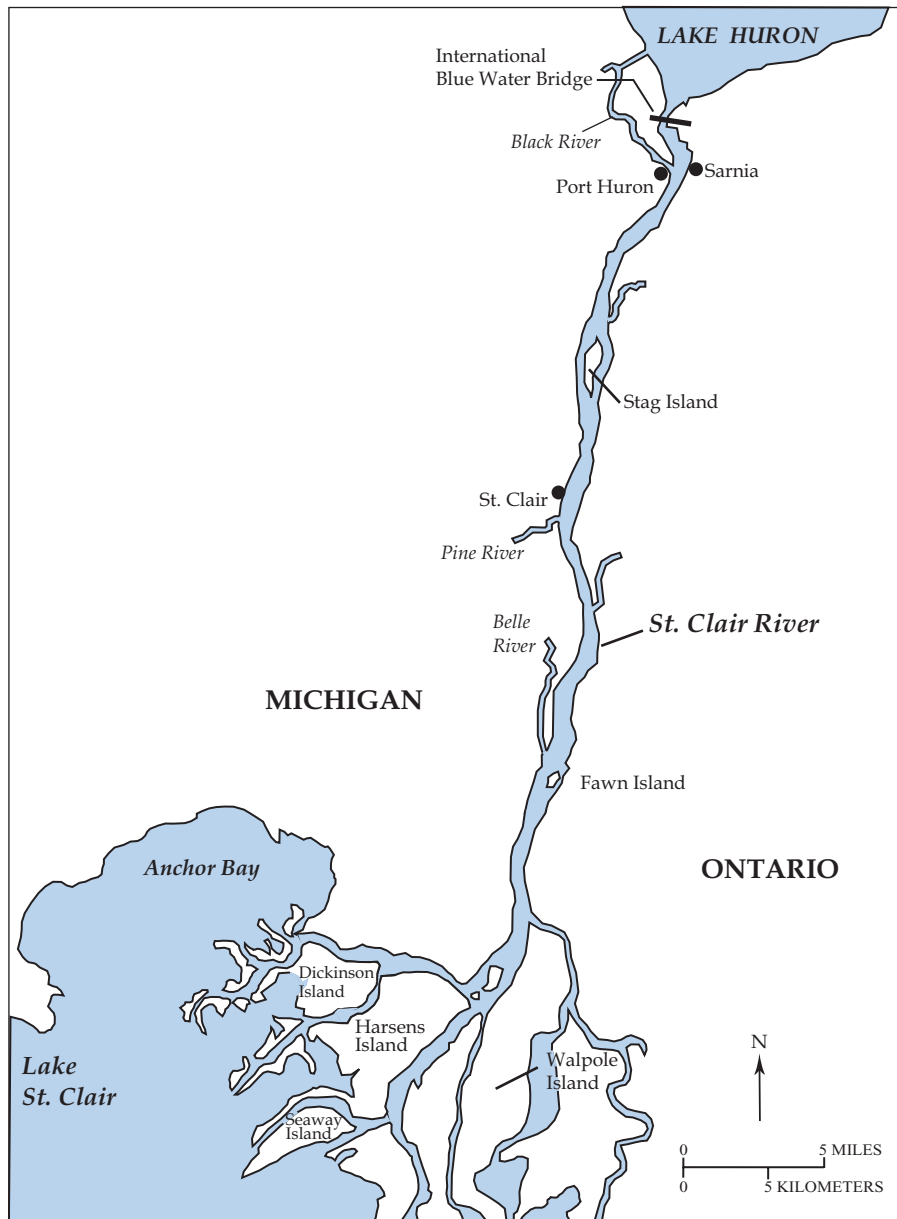 LAKE HURON
International
Blue Water Bridge
Black River
Port Huron
Sarnia
Stag Island
St. Clair
Pine River
Belle
River
St. Clair River
MICHIGAN
Fawn Island
Anchor Bay
ONTARIO
Dickinson
Island
Harsens
Island
Walpole
Island
N
Lake
St. Clair
Seaway
Island
0 5 MILES
0 5 KILOMETERS